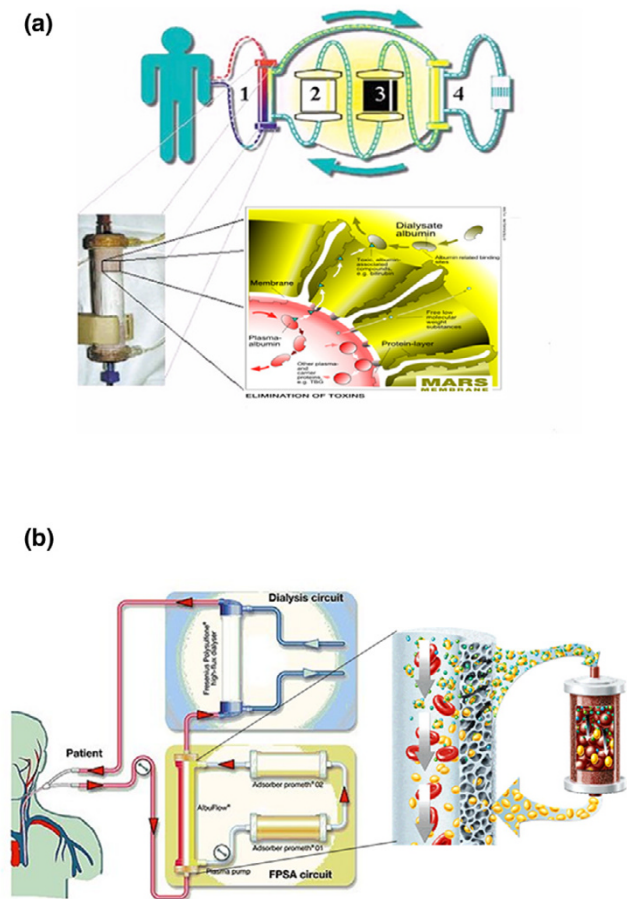 (a)
1
2
3
4
Dialysate
albumin
Toxic, albumin-
associated
compounds,
e.g. bilirubin
Albumin-related binding
sites
Membrane
Free low
molecular
weight
substances
Plasma-
albumin
Protein-layer
Other plasma-
and
carrier
proteins,
e.g. TBG
MARS
MEMBRANE
ELIMINATION OF TOXINS
(b)
Dialysis circuit
Fresenius Polysulfone®
high-flux dialyser
Patient
Adsorber prometh® 02
AlbuFlow®
Adsorber prometh® 01
Plasma pump
FPSA circuit